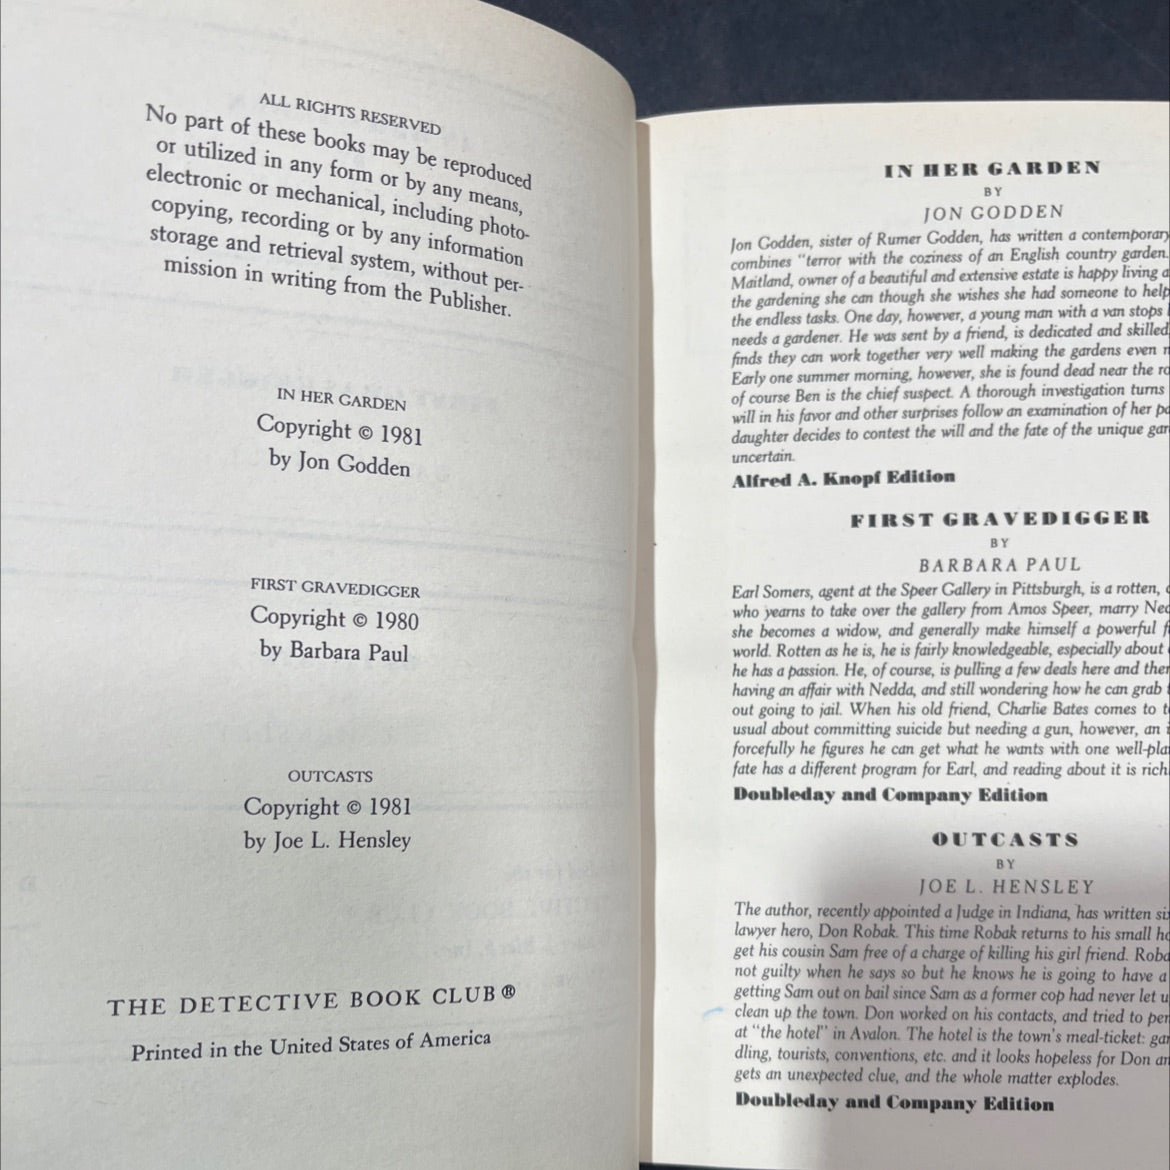 ALL RIGHTS RESERVED
No part of these books may be reproduced
or utilized in any form or by any means,
electronic or mechanical, including photo-
copying, recording or by any information
storage and retrieval system, without per-
mission in writing from the Publisher.
IN HER GARDEN
Copyright © 1981
by Jon Godden
FIRST GRAVEDIGGER
Copyright © 1980
by Barbara Paul
OUTCASTS
Copyright © 1981
by Joe L. Hensley
THE DETECTIVE BOOK CLUB®
Printed in the United States of America
IN HER GARDEN
BY
JON GODDEN
Jon Godden, sister of Rumer Godden, has written a contemporary
combines "terror with the coziness of an English country garden.
Maitland, owner of a beautiful and extensive estate is happy living
the gardening she can though she wishes she had someone to help
the endless tasks. One day, however, a young man with a van stops
needs a gardener. He was sent by a friend, is dedicated and skilled
finds they can work together very well making the gardens even
Early one summer morning, however, she is found dead near the
of course Ben is the chief suspect. A thorough investigation turns
will in his favor and other surprises follow an examination of her
daughter decides to contest the will and the fate of the unique
uncertain.
Alfred A. Knopf Edition
FIRST GRAVEDIGGER
BY
BARBARA PAUL
Earl Somers, agent at the Speer Gallery in Pittsburgh, is a rotten,
who yearns to take over the gallery from Amos Speer, marry
she becomes a widow, and generally make himself a powerful
world. Rotten as he is, he is fairly knowledgeable, especially about
he has a passion. He, of course, is pulling a few deals here and
having an affair with Nedda, and still wondering how he can grab
out going to jail. When his old friend, Charlie Bates comes to
usual about committing suicide but needing a gun, however, an
forcefully he figures he can get what he wants with one
fate has a different program for Earl, and reading about it is
Doubleday and Company Edition
OUTCASTS
BY
JOE L. HENSLEY
The author, recently appointed a Judge in Indiana, has written
lawyer hero, Don Robak. This time Robak returns to his small
get his cousin Sam free of a charge of killing his girl friend.
not guilty when he says so but he knows he is going to have a
getting Sam out on bail since Sam as a former cop had never let
clean up the town. Don worked on his contacts, and tried to
at "the hotel" in Avalon. The hotel is the town's meal-ticket:
dling, tourists, conventions, etc. and it looks hopeless for Don
gets an unexpected clue, and the whole matter explodes.
Doubleday and Company Edition